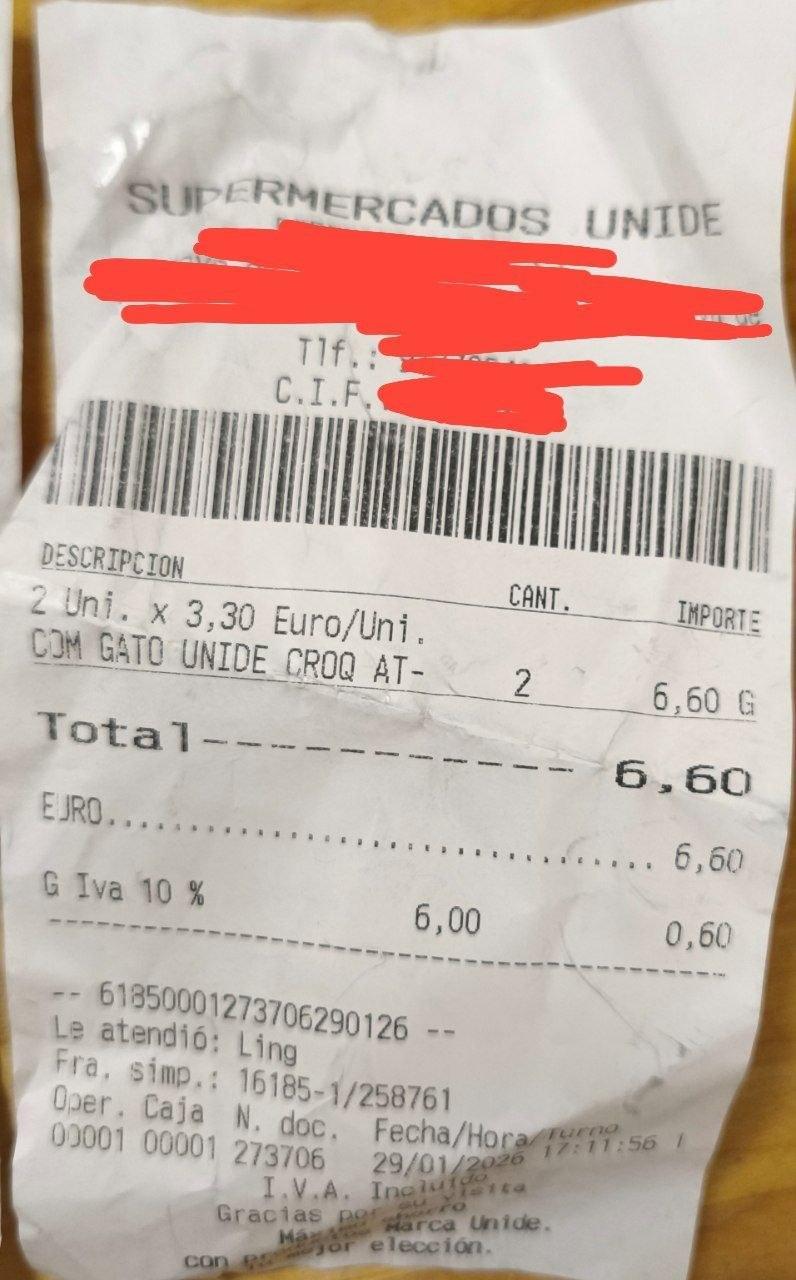 SUPERMERCADOS UNIDE
Tlf.:
C.I.F.
DESCRIPCION CANT. IMPORTE
2 Uni. x 3,30 Euro/Uni.
COM GATO UNIDE CROQ AT- 2 6,60 G
Total----------- 6,60
EURO.................................. 6,60
G Iva 10 % 6,00 0,60
-- 61850001273706290126 --
Le atendió: Ling
Fra. simp.: 16185-1/258761
Oper. Caja N. doc. Fecha/Hora/Turno
00001 00001 273706 29/01/2026 17:11:56 1
I.V.A. Incluido
Gracias por su visita
Marca Unide.
con elección.